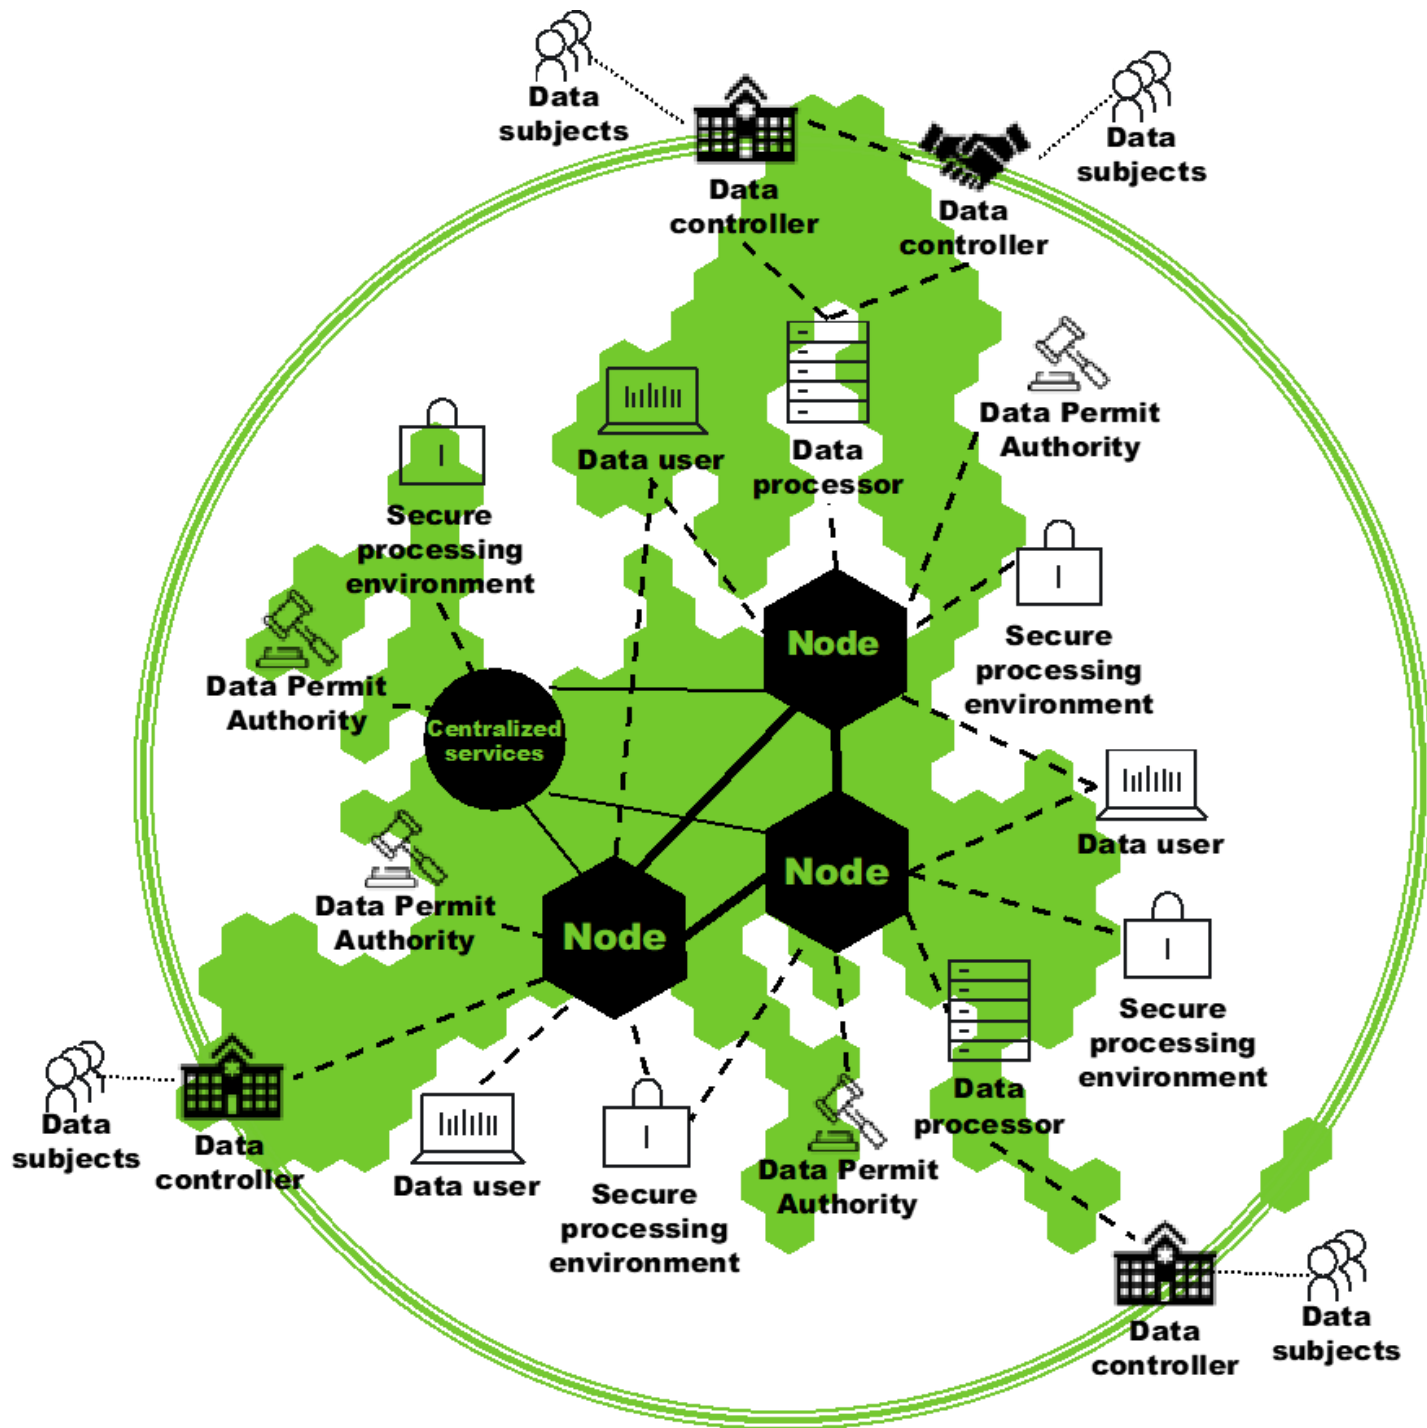 Data
subjects
Data
subjects
Data
controller
Data
controller
Data Permit
Authority
Data user
Data
processor
Secure
processing
environment
Node
Secure
processing
environment
Data Permit
Authority
Centralized
services
Data user
Node
Data Permit
Authority
Node
Secure
processing
environment
Data
processor
Data
subjects
Data
controller
Data user
Secure
processing
environment
Data Permit
Authority
Data
controller
Data
subjects